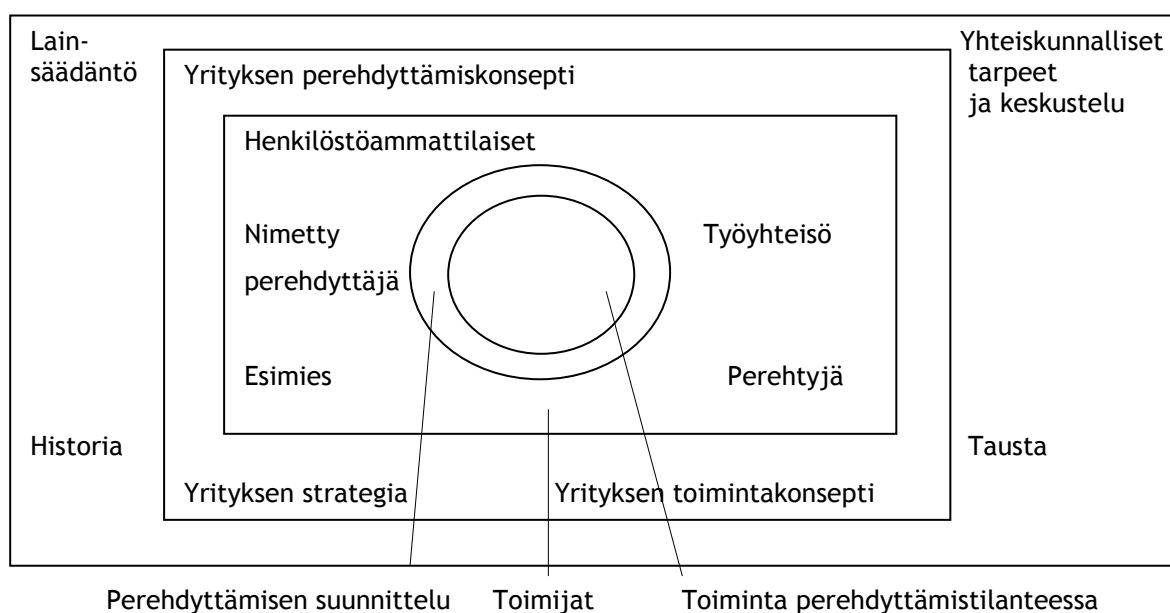 Lain-
säädäntö
Yhteiskunnalliset
tarpeet
ja keskustelu
Yrityksen perehdyttämiskonsepti
Henkilöstöammattilaiset
Nimetty
perehdyttäjä
Työyhteisö
Esimies
Perehtyjä
Historia
Tausta
Yrityksen strategia
Yrityksen toimintakonsepti
Perehdyttämisen suunnittelu
Toimijat
Toiminta perehdyttämistilanteessa